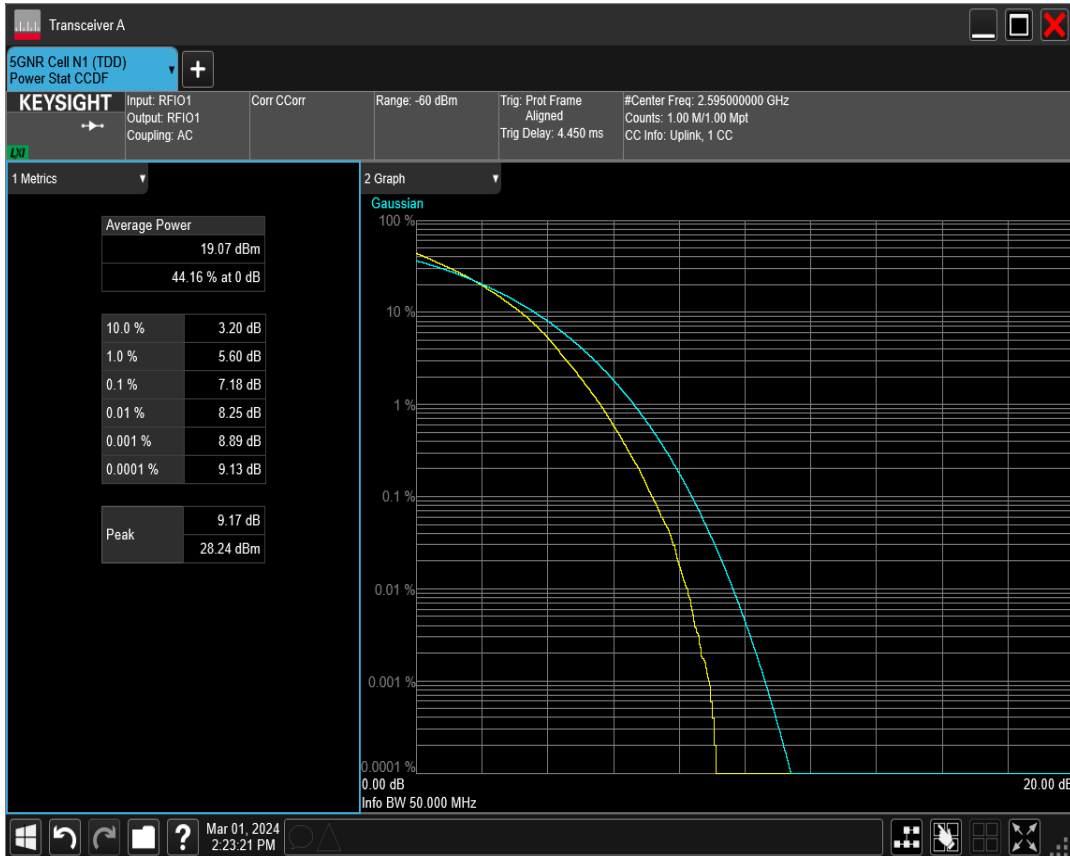 Transceiver A
5GNR Cell N1 (TDD)
Power Stat CCDF
+
KEYSIGHT
LXI
Input: RFIO1
Output: RFIO1
Coupling: AC
Corr CCorr
Range: -60 dBm
Trig: Prot Frame
Aligned
Trig Delay: 4.450 ms
#Center Freq: 2.595000000 GHz
Counts: 1.00 M/1.00 Mpt
CC Info: Uplink, 1 CC
1 Metrics
Average Power
19.07 dBm
44.16 % at 0 dB
10.0 % 3.20 dB
1.0 % 5.60 dB
0.1 % 7.18 dB
0.01 % 8.25 dB
0.001 % 8.89 dB
0.0001 % 9.13 dB
Peak
9.17 dB
28.24 dBm
2 Graph
Gaussian
100 %
10 %
1 %
0.1 %
0.01 %
0.001 %
0.0001 %
0.00 dB 20.00 dB
Info BW 50.000 MHz
?
Mar 01, 2024
2:23:21 PM